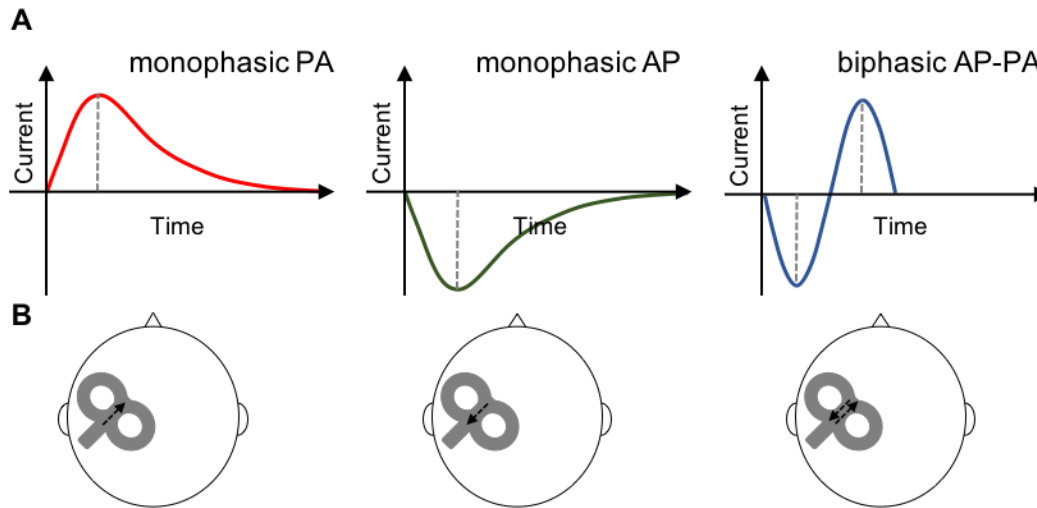 A
monophasic PA
monophasic AP
biphasic AP-PA
Current
Current
Current
Time
Time
Time
B